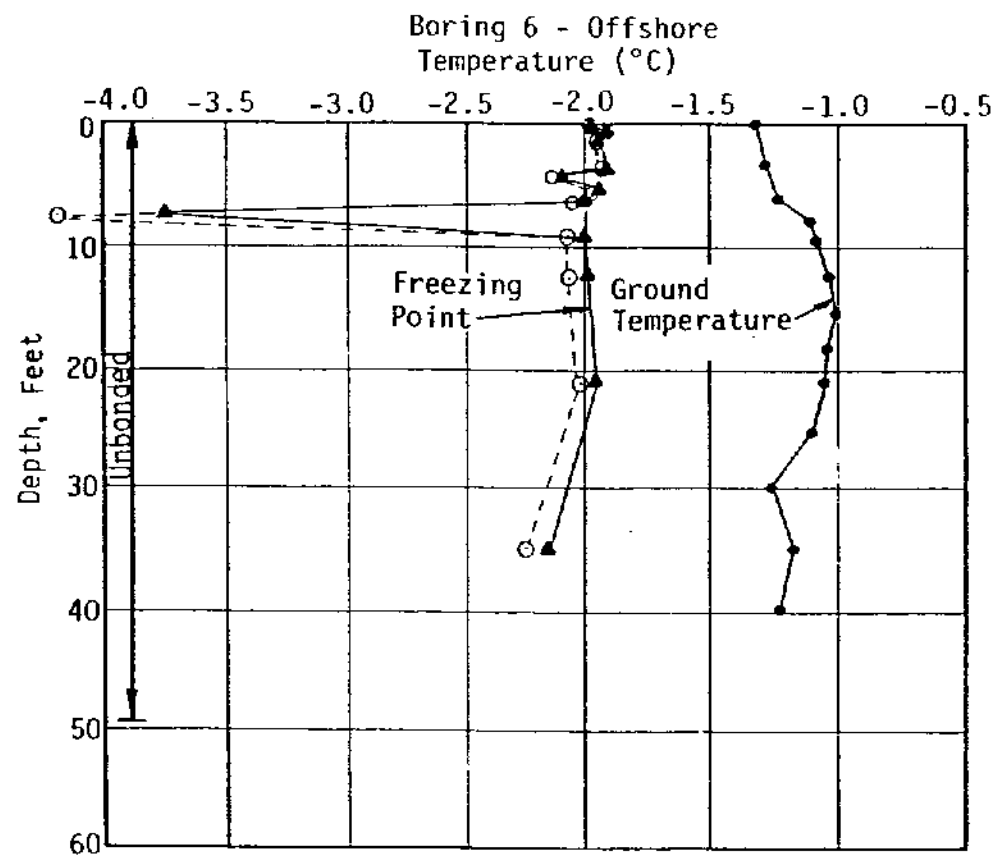 Boring 6 - Offshore
Temperature (°C)
-4.0 -3.5 -3.0 -2.5 -2.0 -1.5 -1.0 -0.5
0
10
20
30
40
50
60
Depth, Feet
Unbonded
Freezing
Point
Ground
Temperature